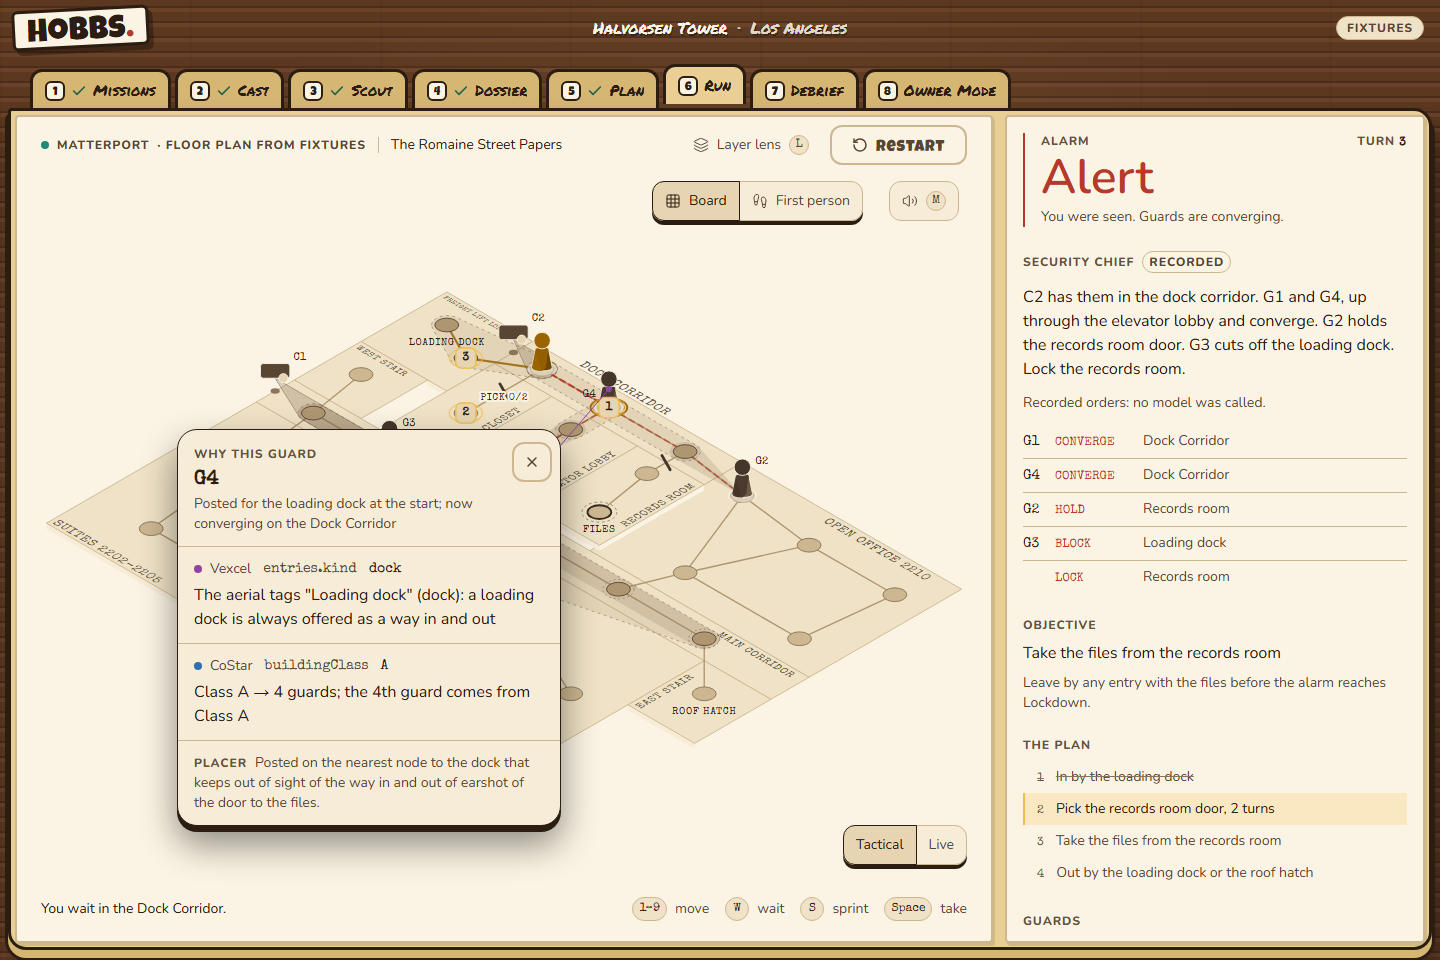 HOBBS.
HALVORSEN TOWER · LOS ANGELES
FIXTURES
1 ✓ MISSIONS
2 ✓ CAST
3 ✓ SCOUT
4 ✓ DOSSIER
5 ✓ PLAN
6 RUN
7 DEBRIEF
8 OWNER MODE
MATTERPORT · FLOOR PLAN FROM FIXTURES
The Romaine Street Papers
Layer lens L
RESTART
Board
First person
M
C2
LOADING DOCK
3
C1
WEST STAIR
DOCK CORRIDOR
G4
1
PICK 0/2
2
CLOSET
G3
G2
RECORDS ROOM
FILES
OPEN OFFICE 2210
SUITES 2202-2205
MAIN CORRIDOR
EAST STAIR
ROOF HATCH
WHY THIS GUARD
G4
Posted for the loading dock at the start; now
converging on the Dock Corridor
Vexcel entries.kind dock
The aerial tags "Loading dock" (dock): a loading
dock is always offered as a way in and out
CoStar buildingClass A
Class A → 4 guards; the 4th guard comes from
Class A
PLACER Posted on the nearest node to the dock that
keeps out of sight of the way in and out of earshot of
the door to the files.
Tactical
Live
You wait in the Dock Corridor.
1-9 move W wait S sprint Space take
ALARM
TURN 3
Alert
You were seen. Guards are converging.
SECURITY CHIEF RECORDED
C2 has them in the dock corridor. G1 and G4, up
through the elevator lobby and converge. G2 holds
the records room door. G3 cuts off the loading dock.
Lock the records room.
Recorded orders: no model was called.
G1 CONVERGE Dock Corridor
G4 CONVERGE Dock Corridor
G2 HOLD Records room
G3 BLOCK Loading dock
LOCK Records room
OBJECTIVE
Take the files from the records room
Leave by any entry with the files before the alarm reaches
Lockdown.
THE PLAN
1 In by the loading dock
2 Pick the records room door, 2 turns
3 Take the files from the records room
4 Out by the loading dock or the roof hatch
GUARDS